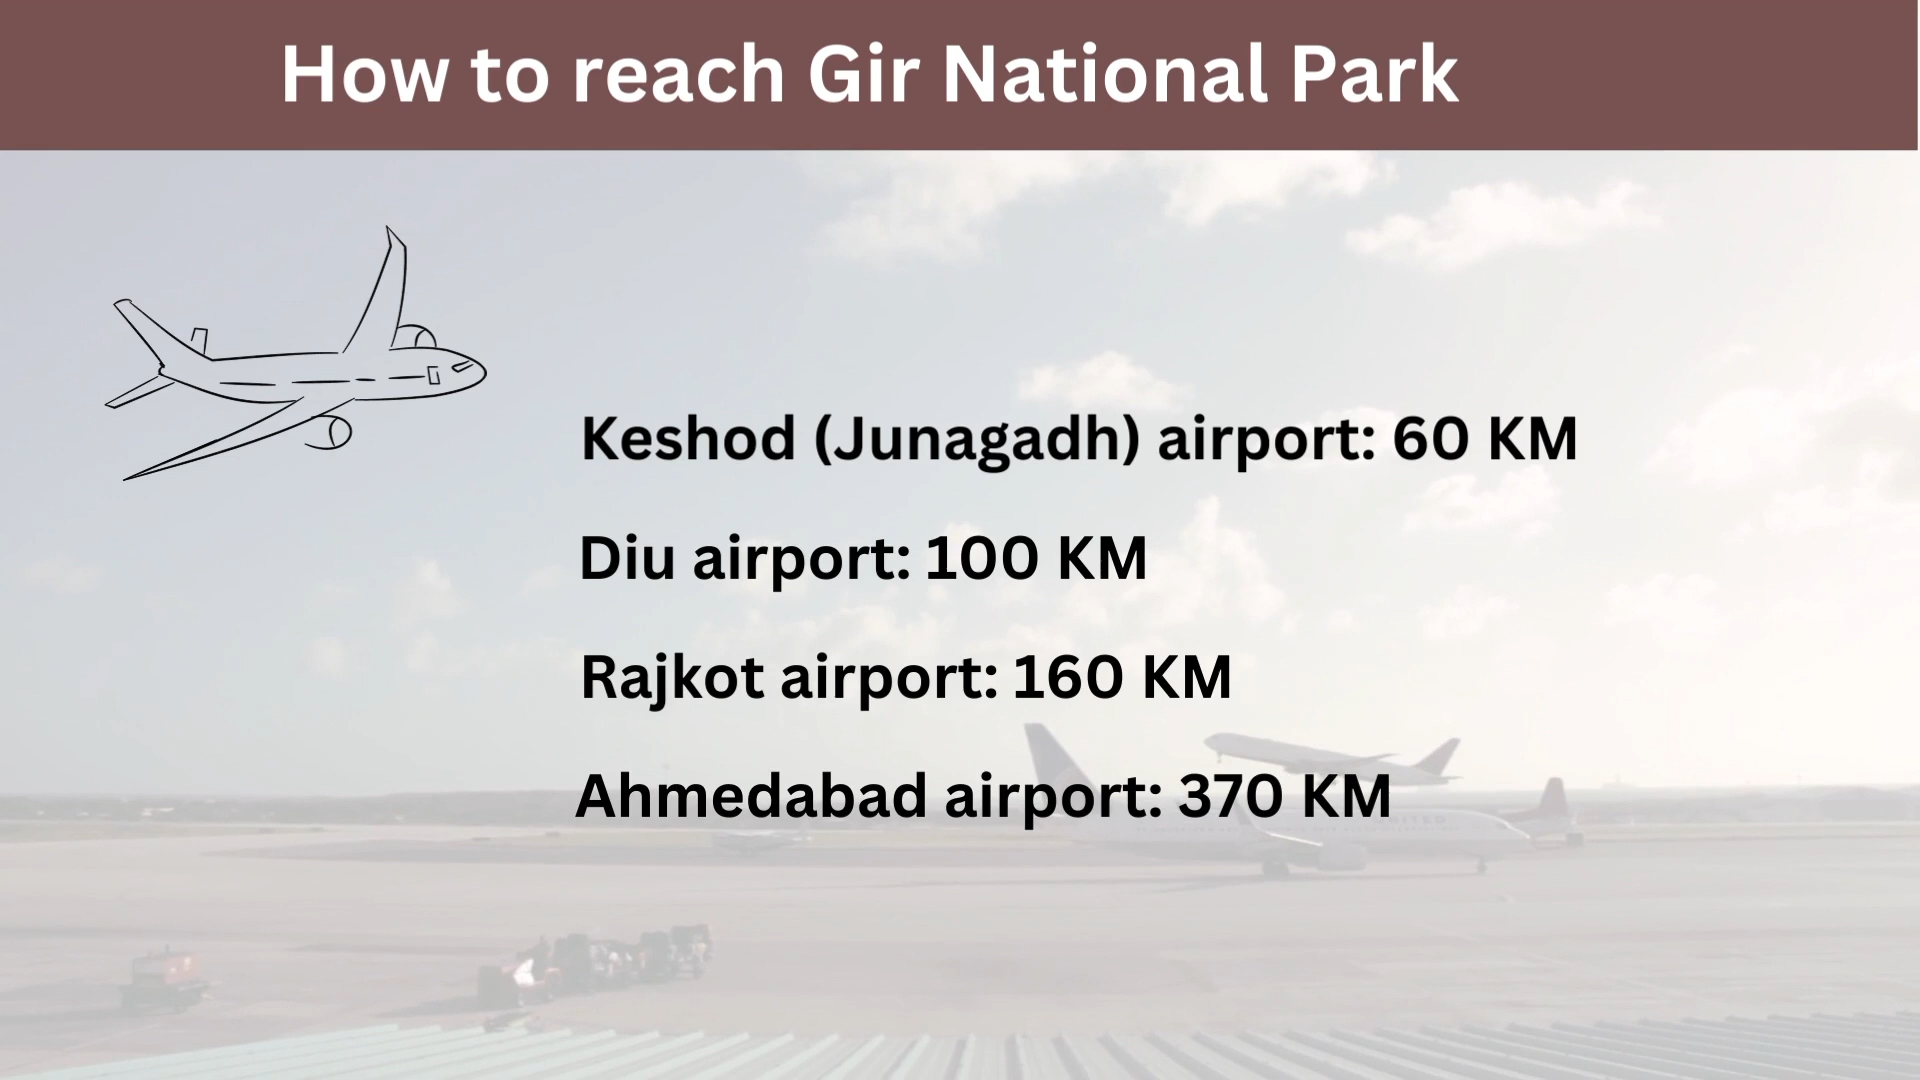 How to reach Gir National Park
Keshod (Junagadh) airport: 60 KM
Diu airport: 100 KM
Rajkot airport: 160 KM
Ahmedabad airport: 370 KM